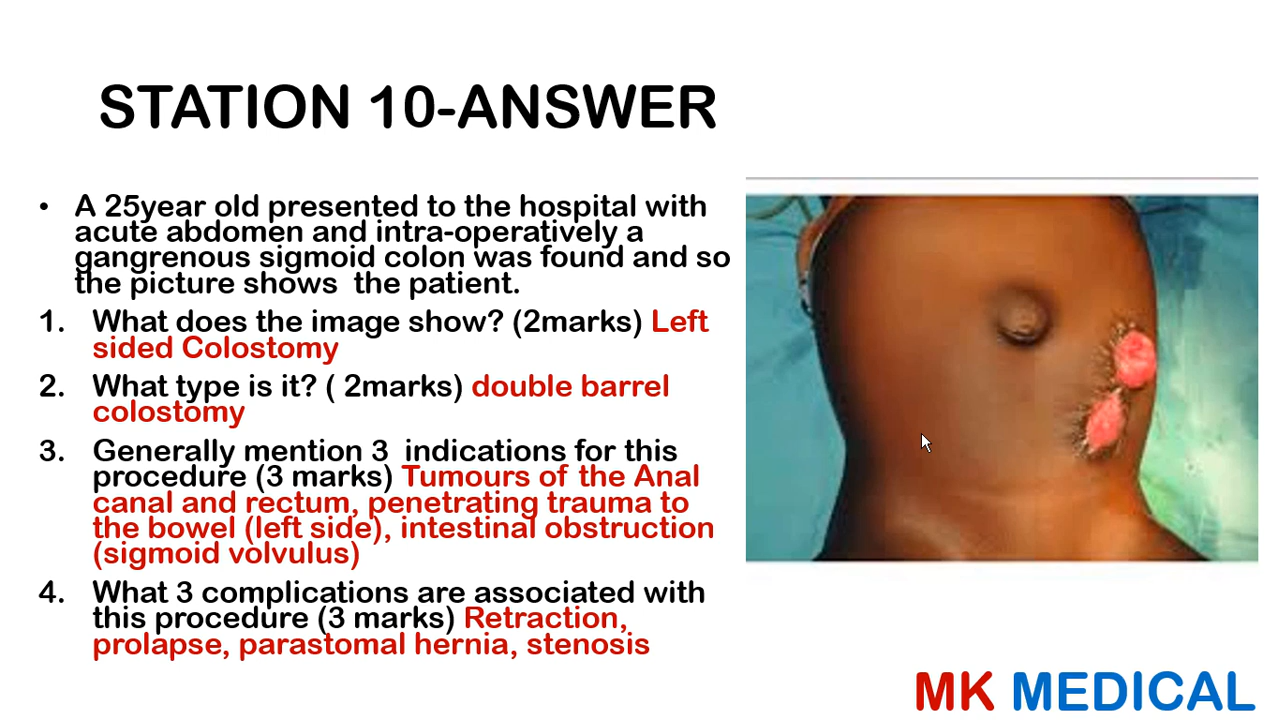 STATION 10-ANSWER
• A 25year old presented to the hospital with
acute abdomen and intra-operatively a
gangrenous sigmoid colon was found and so
the picture shows  the patient.
1. What does the image show? (2marks) Left
sided Colostomy
2. What type is it? ( 2marks) double barrel
colostomy
3. Generally mention 3  indications for this
procedure (3 marks) Tumours of the Anal
canal and rectum, penetrating trauma to
the bowel (left side), intestinal obstruction
(sigmoid volvulus)
4. What 3 complications are associated with
this procedure (3 marks) Retraction,
prolapse, parastomal hernia, stenosis
MK MEDICAL